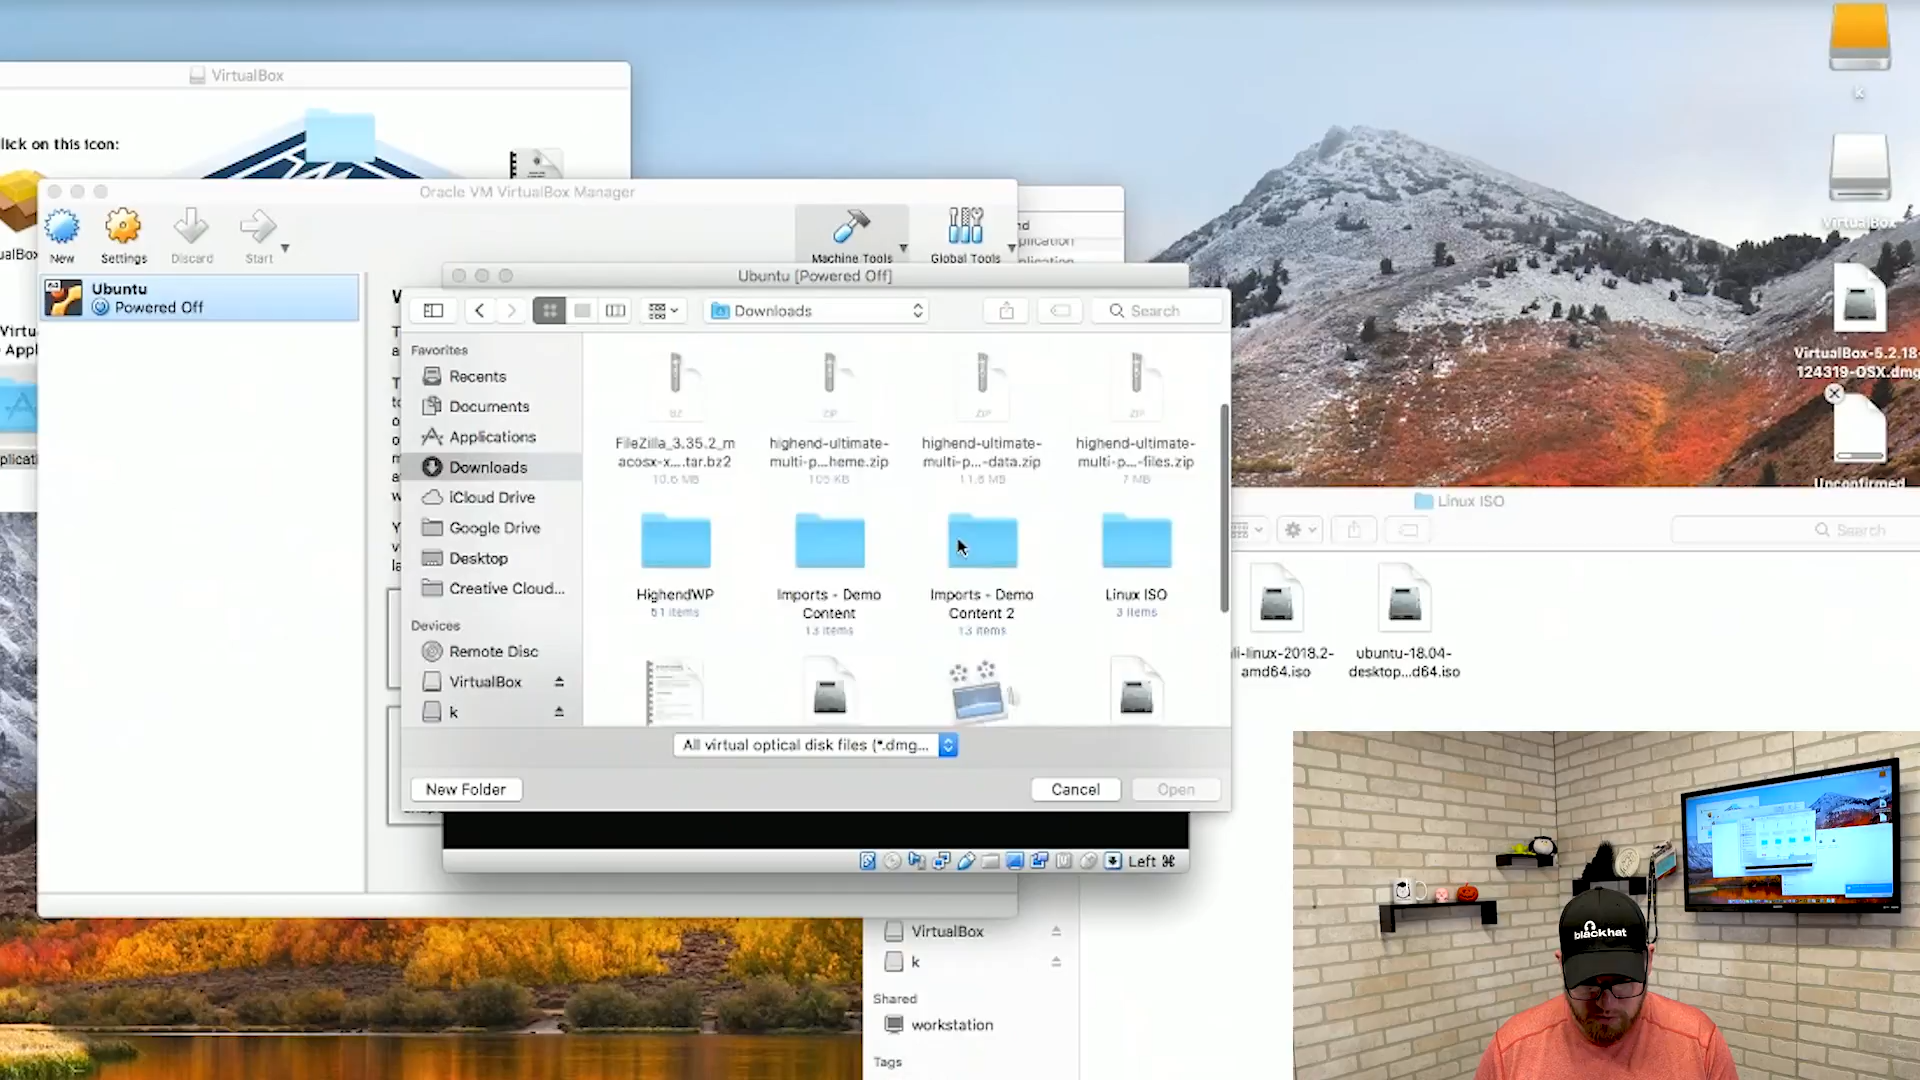 VirtualBox
lick on this icon:
Oracle VM VirtualBox Manager
New
Settings
Discard
Start
Machine Tools
Global Tools
Ubuntu
Powered Off
Ubuntu [Powered Off]
Downloads
Search
Favorites
Recents
Documents
Applications
Downloads
iCloud Drive
Google Drive
Desktop
Creative Cloud...
Devices
Remote Disc
VirtualBox
k
BZ
ZIP
ZIP
ZIP
FileZilla_3.35.2_m
acosx-x....tar.bz2
10.6 MB
highend-ultimate-
multi-p...heme.zip
105 KB
highend-ultimate-
multi-p...-data.zip
11.8 MB
highend-ultimate-
multi-p...-files.zip
7 MB
HighendWP
51 items
Imports - Demo
Content
13 items
Imports - Demo
Content 2
13 items
Linux ISO
3 items
All virtual optical disk files (*.dmg...
New Folder
Cancel
Open
Left ⌘
VirtualBox
k
Shared
workstation
Tags
k
VirtualBox
VirtualBox-5.2.18-
124319-OSX.dmg
Unconfirmed
Linux ISO
Search
li-linux-2018.2-
amd64.iso
ubuntu-18.04-
desktop...d64.iso
blackhat